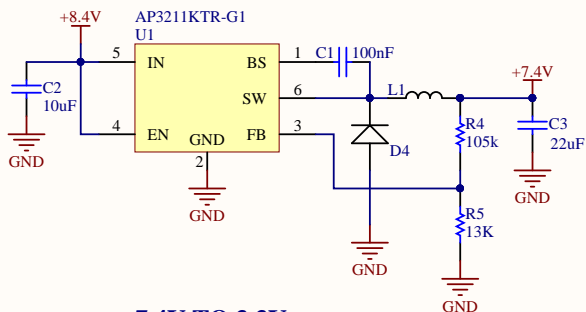 AP3211KTR-G1
+8.4V
U1
5 IN
BS 1
C1 100nF
C2
10uF
SW 6
L1
+7.4V
4 EN
GND
FB 3
2
D4
R4
105k
C3
22uF
GND
GND
GND
R5
13K
GND
GND